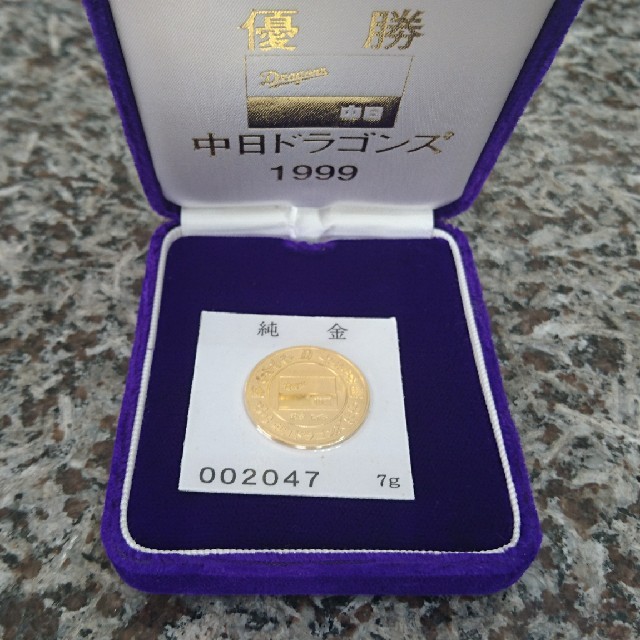 優勝
Dragons
中日
中日ドラゴンズ
1999
純金
002047 7g